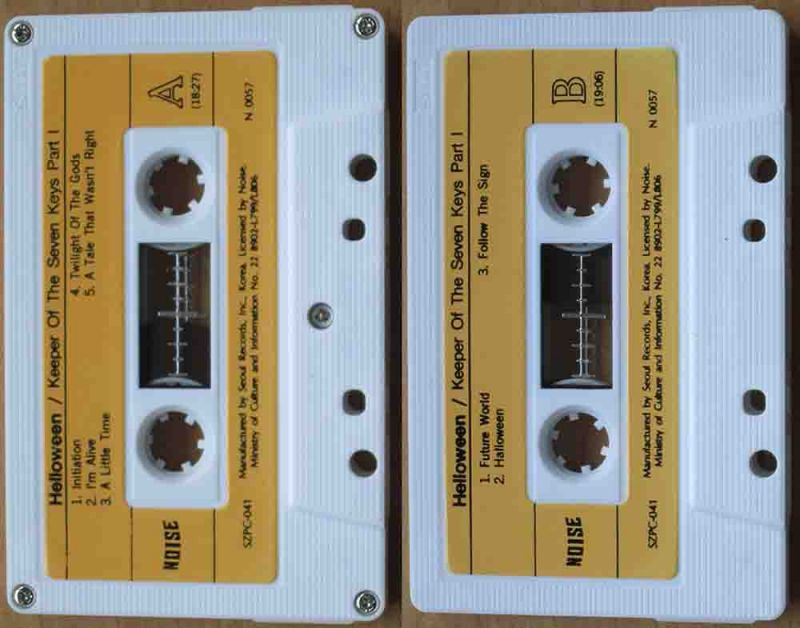 Helloween / Keeper Of The Seven Keys Part I
1. Initiation
2. I'm Alive
3. A Little Time
4. Twilight Of The Gods
5. A Tale That Wasn't Right
A
(18:27)
NOISE
SZPC-041
Manufactured by Seoul Records, Inc., Korea. Licensed by Noise.
Ministry of Culture and Information No. 22 8902-L799/L806
N 0057
Helloween / Keeper Of The Seven Keys Part I
1. Future World
2. Halloween
3. Follow The Sign
B
(19:06)
NOISE
SZPC-041
Manufactured by Seoul Records, Inc., Korea. Licensed by Noise.
Ministry of Culture and Information No. 22 8902-L799/L806
N 0057